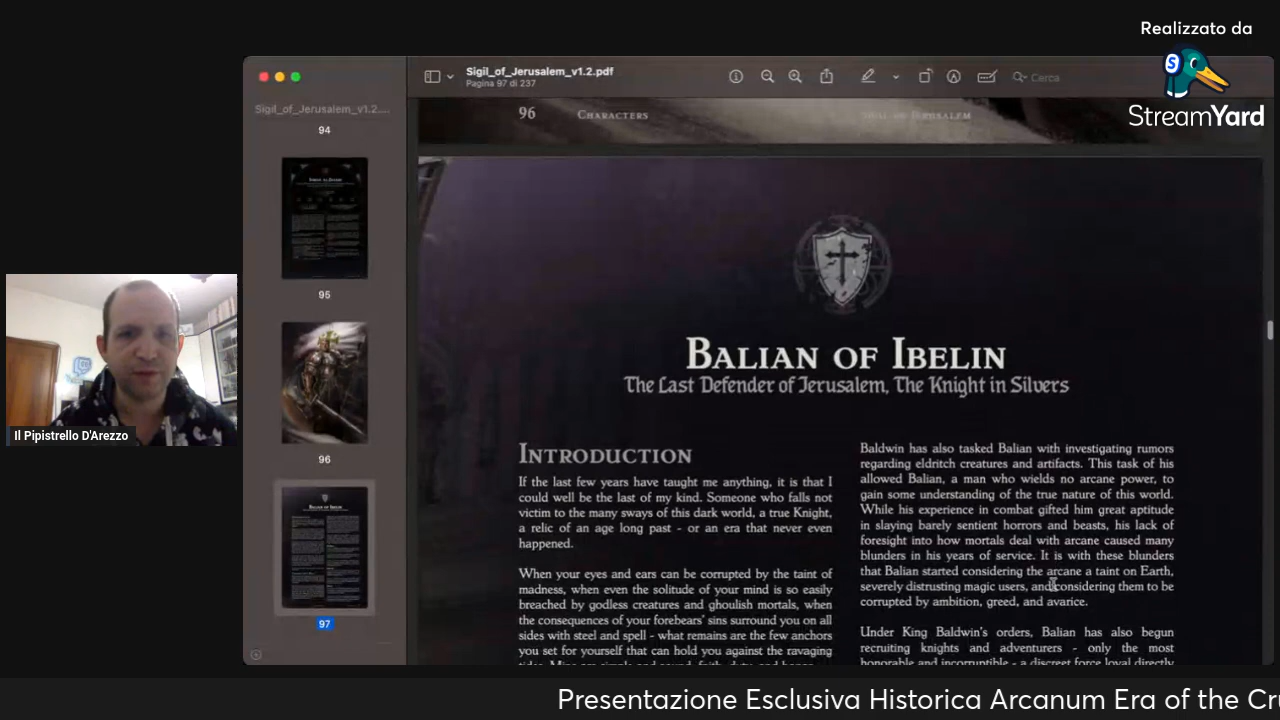 Realizzato da
StreamYard
Sigil_of_Jerusalem_v1.2.pdf
Pagina 97 di 237
Cerca
Sigil_of_Jerusalem_v1.2....
94
95
96
97
96 Characters Sigil of Jerusalem
Balian of Ibelin
The Last Defender of Jerusalem, The Knight in Silvers
Introduction
If the last few years have taught me anything, it is that I
could well be the last of my kind. Someone who falls not
victim to the many sways of this dark world, a true Knight,
a relic of an age long past - or an era that never even
happened.
When your eyes and ears can be corrupted by the taint of
madness, when even the solitude of your mind is so easily
breached by godless creatures and ghoulish mortals, when
the consequences of your forebears' sins surround you on all
sides with steel and spell - what remains are the few anchors
you set for yourself that can hold you against the ravaging
Baldwin has also tasked Balian with investigating rumors
regarding eldritch creatures and artifacts. This task of his
allowed Balian, a man who wields no arcane power, to
gain some understanding of the true nature of this world.
While his experience in combat gifted him great aptitude
in slaying barely sentient horrors and beasts, his lack of
foresight into how mortals deal with arcane caused many
blunders in his years of service. It is with these blunders
that Balian started considering the arcane a taint on Earth,
severely distrusting magic users, and considering them to be
corrupted by ambition, greed, and avarice.
Under King Baldwin's orders, Balian has also begun
recruiting knights and adventurers - only the most
honorable and incorruptible - a discreet force loyal directly
Il Pipistrello D'Arezzo
Presentazione Esclusiva Historica Arcanum Era of the Cr